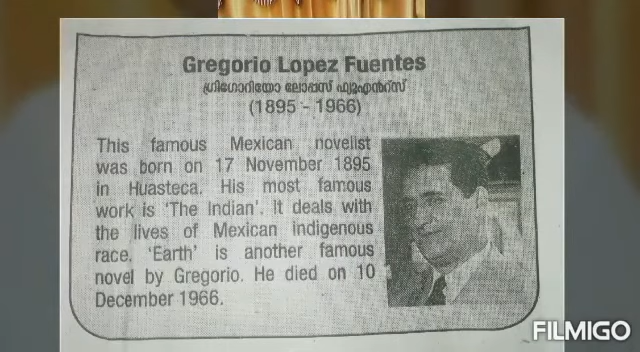 Gregorio Lopez Fuentes
ഗ്രിഗോറിയോ ലോപ്പസ് ഫ്യുഎൻറ്സ്
(1895 - 1966)
This famous Mexican novelist
was born on 17 November 1895
in Huasteca. His most famous
work is 'The Indian'. It deals with
the lives of Mexican indigenous
race. 'Earth' is another famous
novel by Gregorio. He died on 10
December 1966.
FILMIGO